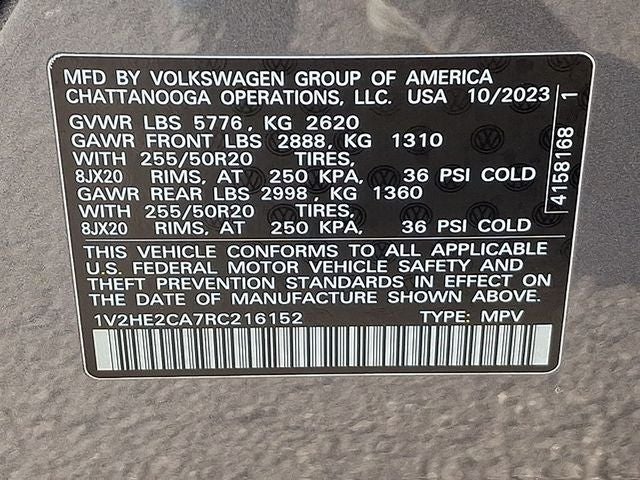 MFD BY VOLKSWAGEN GROUP OF AMERICA
CHATTANOOGA OPERATIONS, LLC. USA 10/2023
GVWR LBS 5776, KG 2620
GAWR FRONT LBS 2888, KG 1310
WITH 255/50R20 TIRES,
8JX20 RIMS, AT 250 KPA, 36 PSI COLD
GAWR REAR LBS 2998, KG 1360
WITH 255/50R20 TIRES,
8JX20 RIMS, AT 250 KPA, 36 PSI COLD
THIS VEHICLE CONFORMS TO ALL APPLICABLE
U.S. FEDERAL MOTOR VEHICLE SAFETY AND
THEFT PREVENTION STANDARDS IN EFFECT ON
THE DATE OF MANUFACTURE SHOWN ABOVE.
1V2HE2CA7RC216152 TYPE: MPV
4158168 1